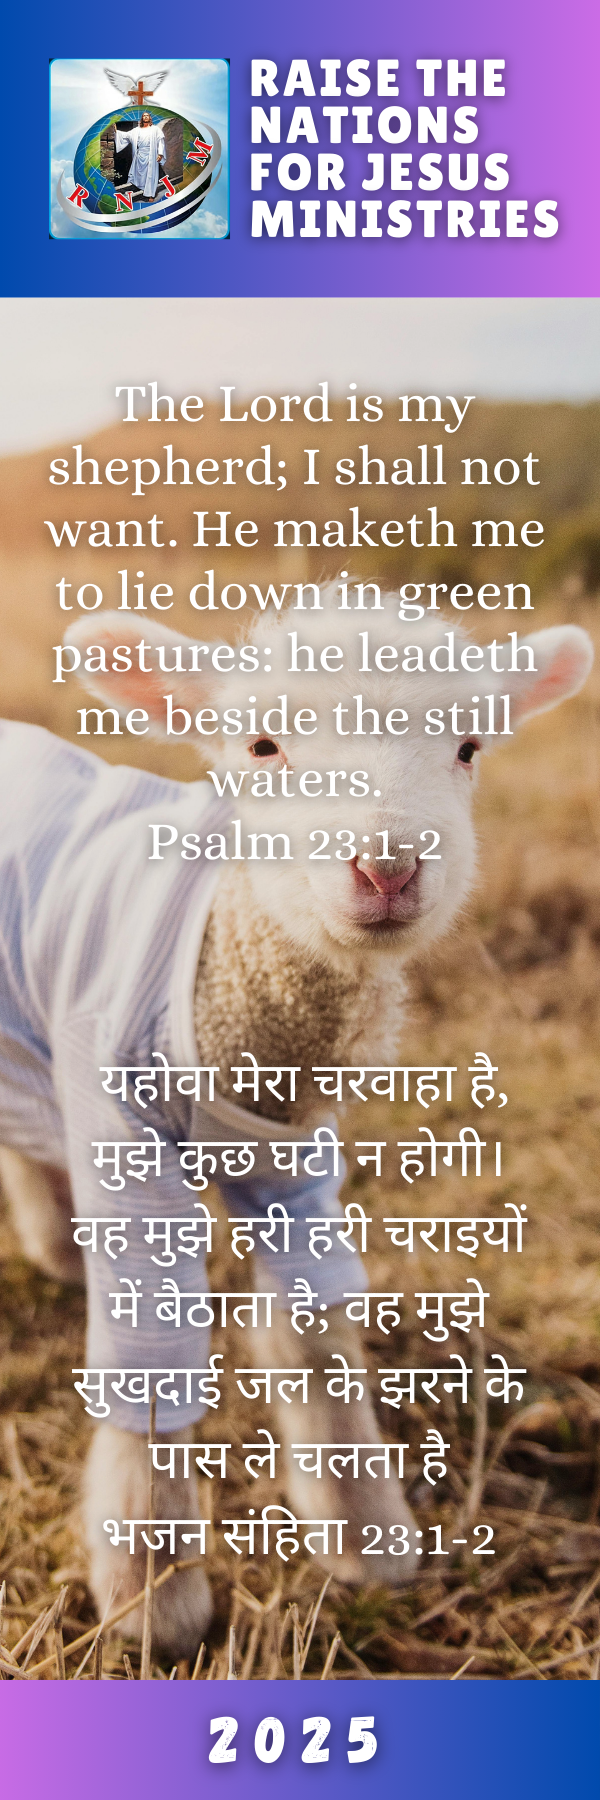 RNJM
RAISE THE
NATIONS
FOR JESUS
MINISTRIES
The Lord is my
shepherd; I shall not
want. He maketh me
to lie down in green
pastures: he leadeth
me beside the still
waters.
Psalm 23:1-2
यहोवा मेरा चरवाहा है,
मुझे कुछ घटी न होगी।
वह मुझे हरी हरी चराइयों
में बैठाता है; वह मुझे
सुखदाई जल के झरने के
पास ले चलता है
भजन संहिता 23:1-2
2025